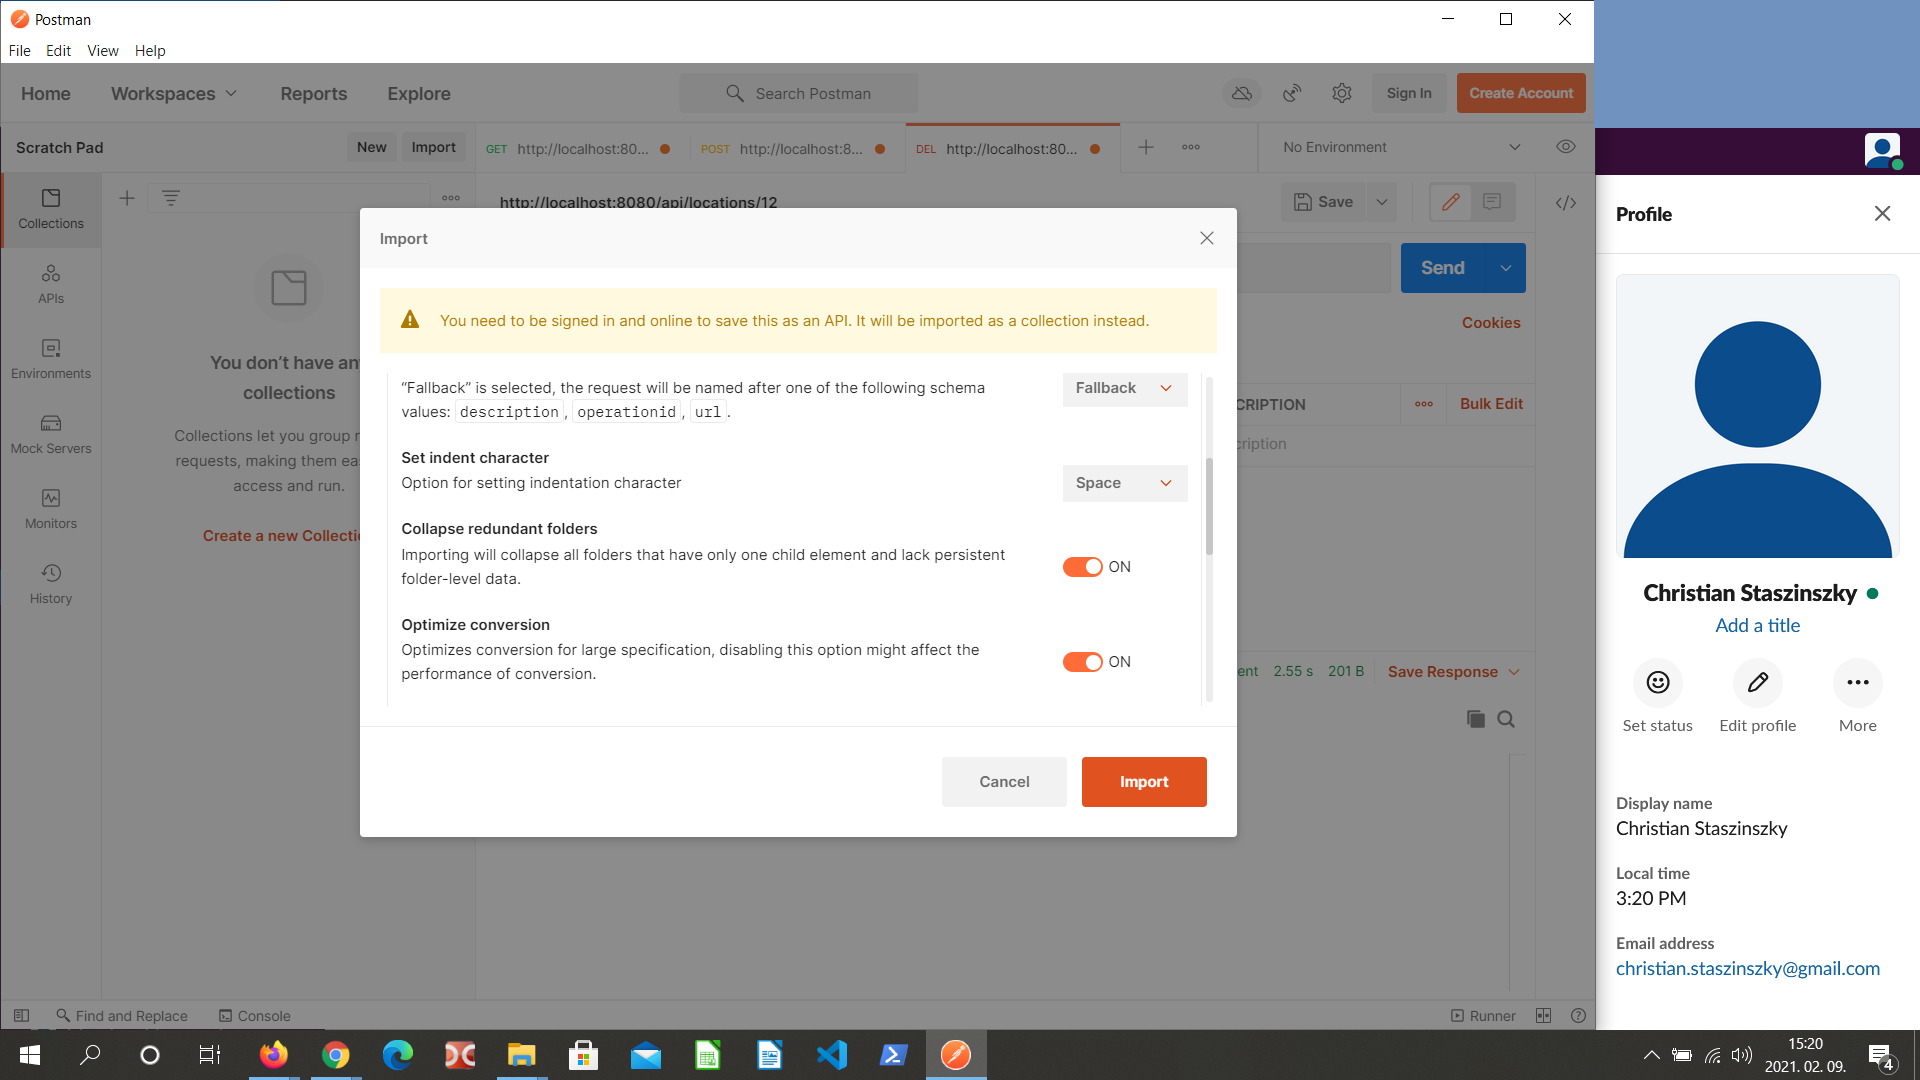 Postman
File Edit View Help
Home Workspaces Reports Explore Search Postman Sign In Create Account
Scratch Pad New Import GET http://localhost:80... POST http://localhost:8... DEL http://localhost:80... No Environment
http://localhost:8080/api/locations/12 Save
Collections
APIs
Environments
Mock Servers
Monitors
History
You don't have an
collections
Collections let you group r
requests, making them ea
access and run.
Create a new Collecti
Send
Cookies
CRIPTION Bulk Edit
cription
ent 2.55 s 201 B Save Response
Import
You need to be signed in and online to save this as an API. It will be imported as a collection instead.
“Fallback” is selected, the request will be named after one of the following schema
values: description, operationid, url.
Fallback
Set indent character
Option for setting indentation character
Space
Collapse redundant folders
Importing will collapse all folders that have only one child element and lack persistent
folder-level data.
ON
Optimize conversion
Optimizes conversion for large specification, disabling this option might affect the
performance of conversion.
ON
Cancel Import
Find and Replace Console Runner
Profile
Christian Staszinszky
Add a title
Set status Edit profile More
Display name
Christian Staszinszky
Local time
3:20 PM
Email address
christian.staszinszky@gmail.com
15:20
2021. 02. 09.
4